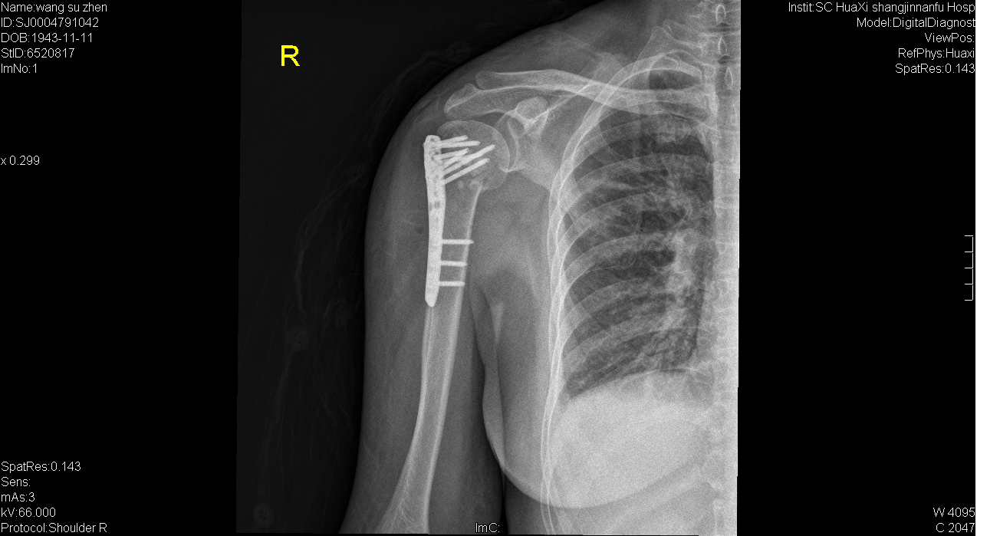 Name:wang su zhen
ID:SJ0004791042
DOB:1943-11-11
StID:6520817
ImNo:1
Instit:SC HuaXi shangjinnanfu Hosp
Model:DigitalDiagnost
ViewPos:
RefPhys:Huaxi
SpatRes:0.143
R
x 0.299
SpatRes:0.143
Sens:
mAs:3
kV:66.000
Protocol:Shoulder R
ImC:
W 4095
C 2047